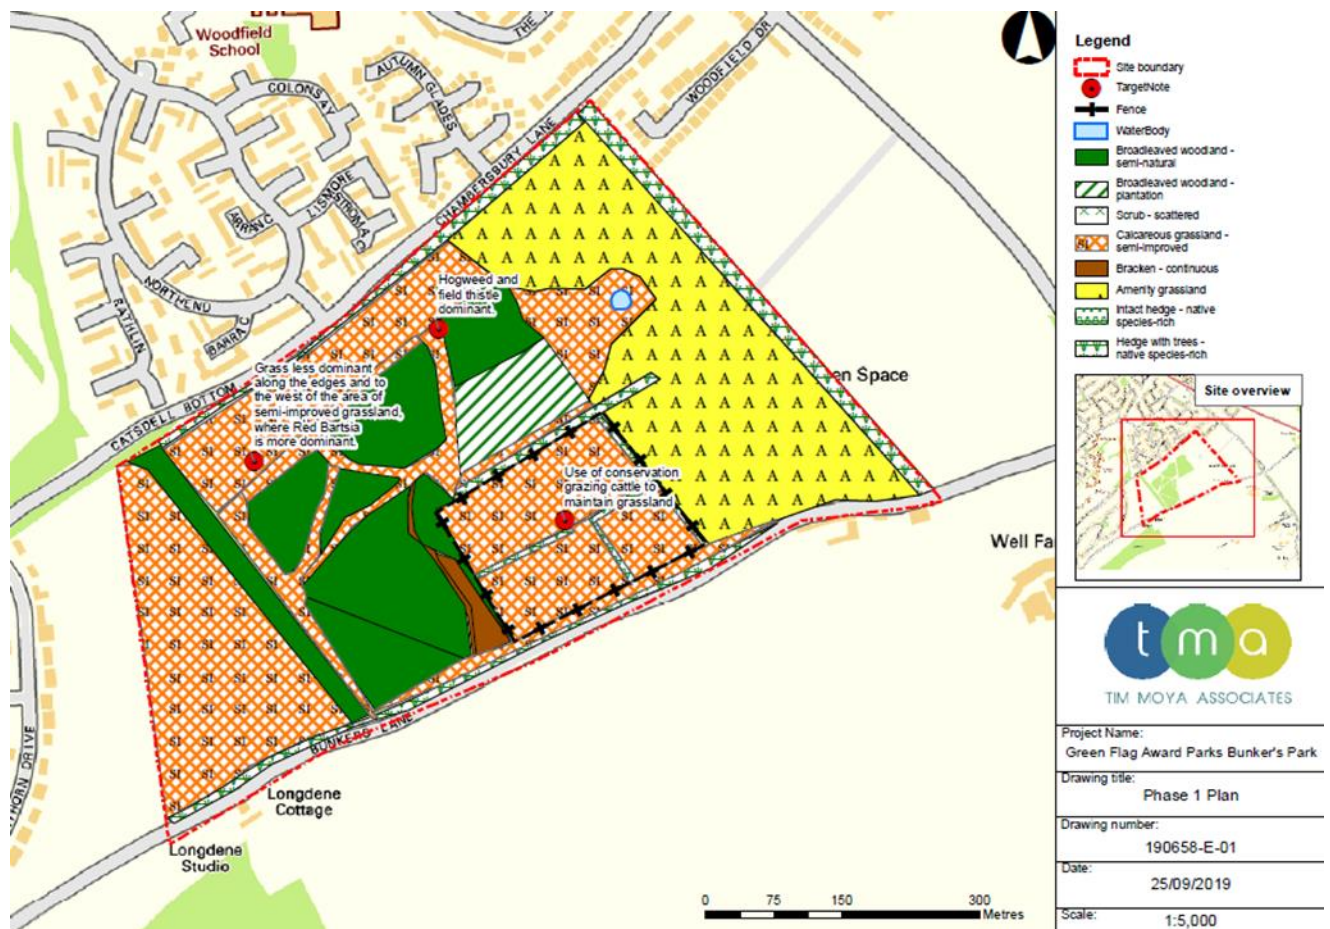 Woodfield
School
THE
WOODFIELD DR
AUTUMN GLADES
COLONSAY
CHAMBERSBURY LANE
LISMORE
STROMA C
ARRAN C
NORTHEND
BARRA C
RATHLIN
CATSDELL BOTTOM
Hogweed and
field thistle
dominant.
Grass less dominant
along the edges and to
the west of the area of
semi-improved grassland,
where Red Bartsia
is more dominant.
Use of conservation
grazing cattle to
maintain grassland
en Space
Well Fa
BUNKERS LANE
THORN DRIVE
Longdene
Cottage
Longdene
Studio
0 75 150 300
Metres
Legend
Site boundary
TargetNote
Fence
WaterBody
Broadleaved woodland -
semi-natural
Broadleaved woodland -
plantation
Scrub - scattered
SI
Calcareous grassland -
semi-improved
Bracken - continuous
Amenity grassland
Intact hedge - native
species-rich
Hedge with trees -
native species-rich
Site overview
tma
TIM MOYA ASSOCIATES
Project Name:
Green Flag Award Parks Bunker's Park
Drawing title:
Phase 1 Plan
Drawing number:
190658-E-01
Date:
25/09/2019
Scale:
1:5,000